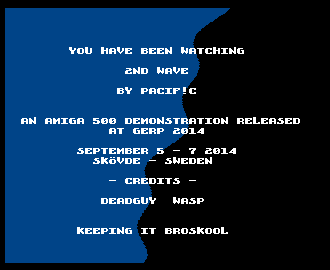 YOU HAVE BEEN WATCHING
2ND WAVE
BY PACIF!C
AN AMIGA 500 DEMONSTRATION RELEASED
AT GERP 2014
SEPTEMBER 5 - 7 2014
SKÖVDE - SWEDEN
- CREDITS -
DEADGUY  WASP
KEEPING IT BROSKOOL